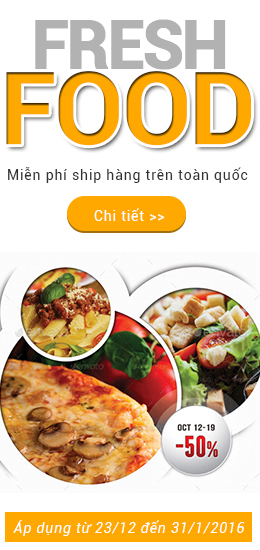 FRESH
FOOD
Miễn phí ship hàng trên toàn quốc
Chi tiết >>
OCT 12-19
-50%
Áp dụng từ 23/12 đến 31/1/2016